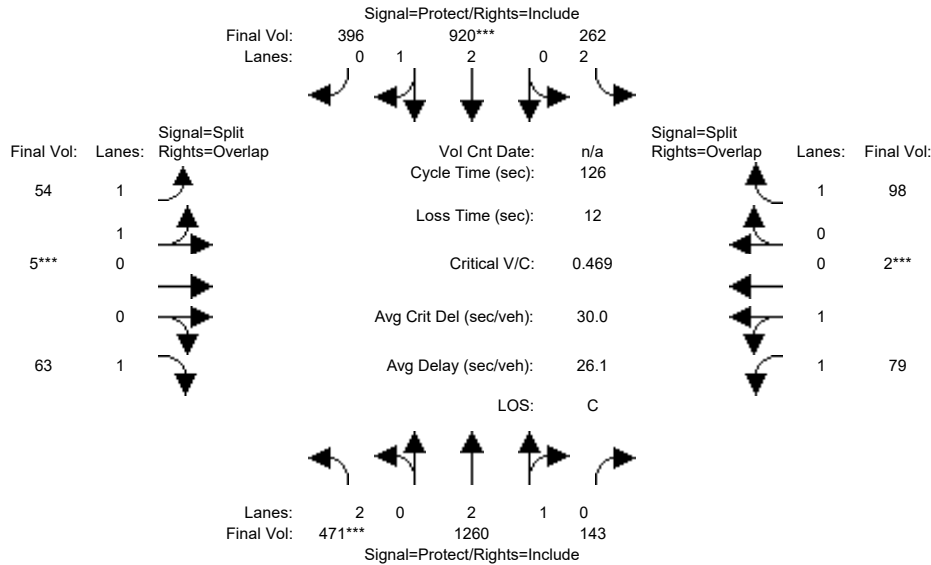 Signal=Protect/Rights=Include
Final Vol: 396 920*** 262
Lanes: 0 1 2 0 2
Signal=Split
Final Vol: Lanes: Rights=Overlap
Vol Cnt Date: n/a
Signal=Split
Rights=Overlap Lanes: Final Vol:
Cycle Time (sec): 126
54 1
1 98
Loss Time (sec): 12
1
0
5*** 0
Critical V/C: 0.469
0 2***
0
Avg Crit Del (sec/veh): 30.0
1
63 1
Avg Delay (sec/veh): 26.1
1 79
LOS: C
Lanes: 2 0 2 1 0
Final Vol: 471*** 1260 143
Signal=Protect/Rights=Include